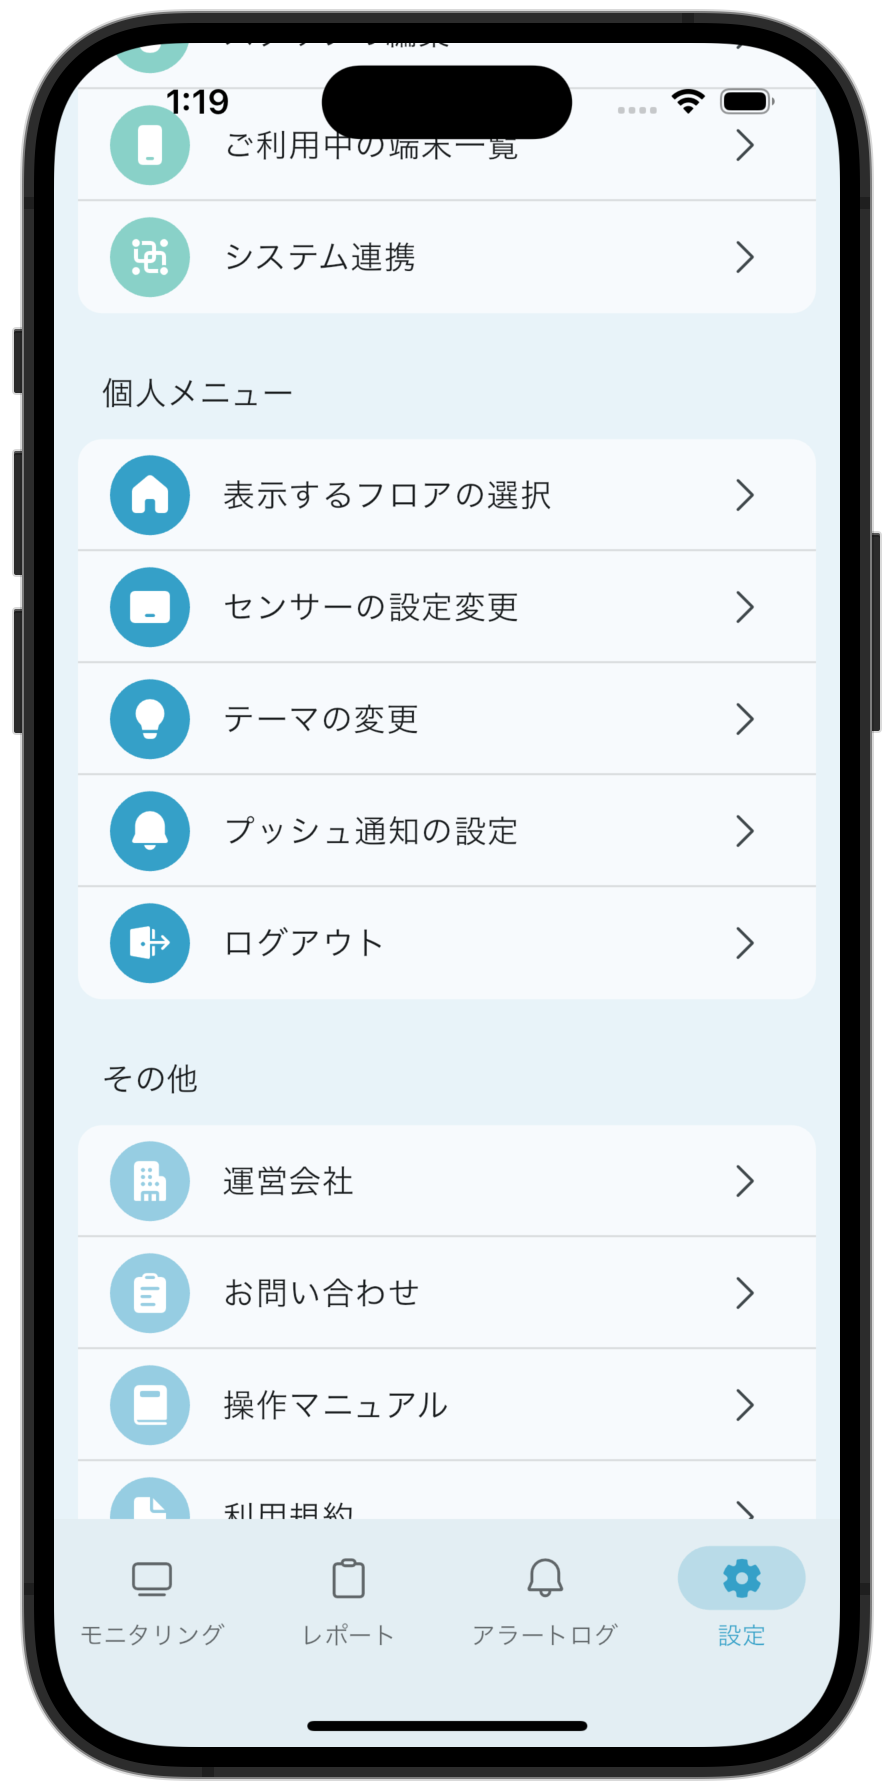 1:19
ご利用中の端末一覧
システム連携
個人メニュー
表示するフロアの選択
センサーの設定変更
テーマの変更
プッシュ通知の設定
ログアウト
その他
運営会社
お問い合わせ
操作マニュアル
利用規約
モニタリング
レポート
アラートログ
設定